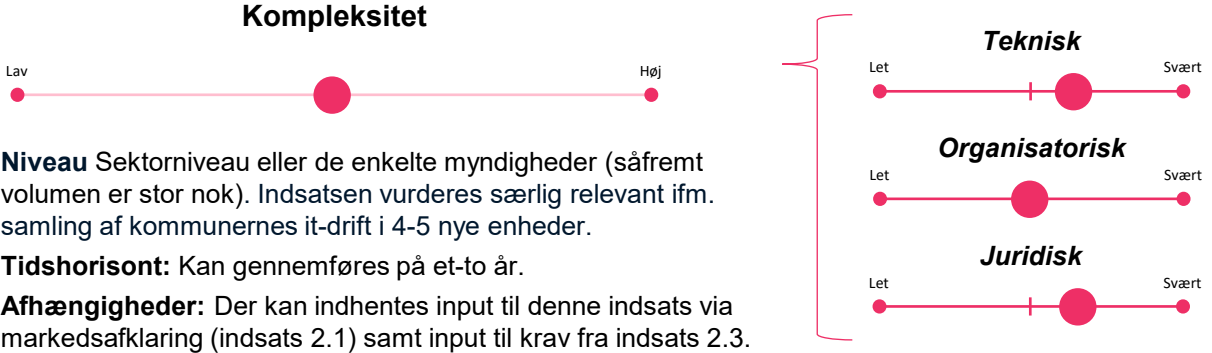 Kompleksitet
Lav
Høj
Niveau Sektorniveau eller de enkelte myndigheder (såfremt
volumen er stor nok). Indsatsen vurderes særlig relevant ifm.
samling af kommunernes it-drift i 4-5 nye enheder.
Tidshorisont: Kan gennemføres på et-to år.
Afhængigheder: Der kan indhentes input til denne indsats via
markedsafklaring (indsats 2.1) samt input til krav fra indsats 2.3.
Teknisk
Let
Svært
Organisatorisk
Let
Svært
Juridisk
Let
Svært